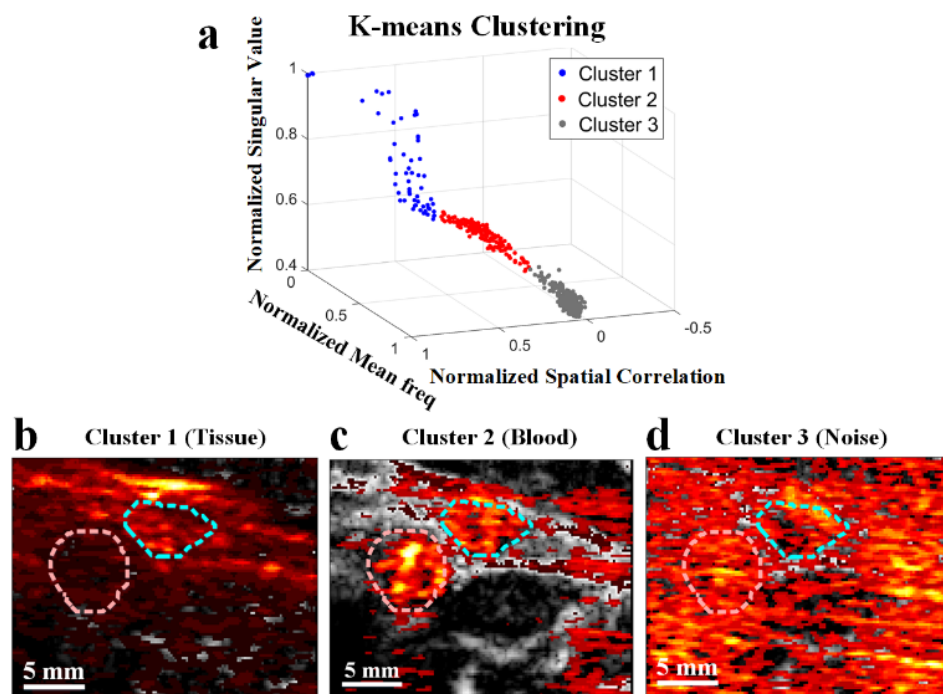 a
K-means Clustering
Normalized Singular Value
1
0.8
0.6
0.4
0
0.5
1
Normalized Mean freq
1
0.5
0
-0.5
Normalized Spatial Correlation
Cluster 1
Cluster 2
Cluster 3
b
Cluster 1 (Tissue)
5 mm
c
Cluster 2 (Blood)
5 mm
d
Cluster 3 (Noise)
5 mm